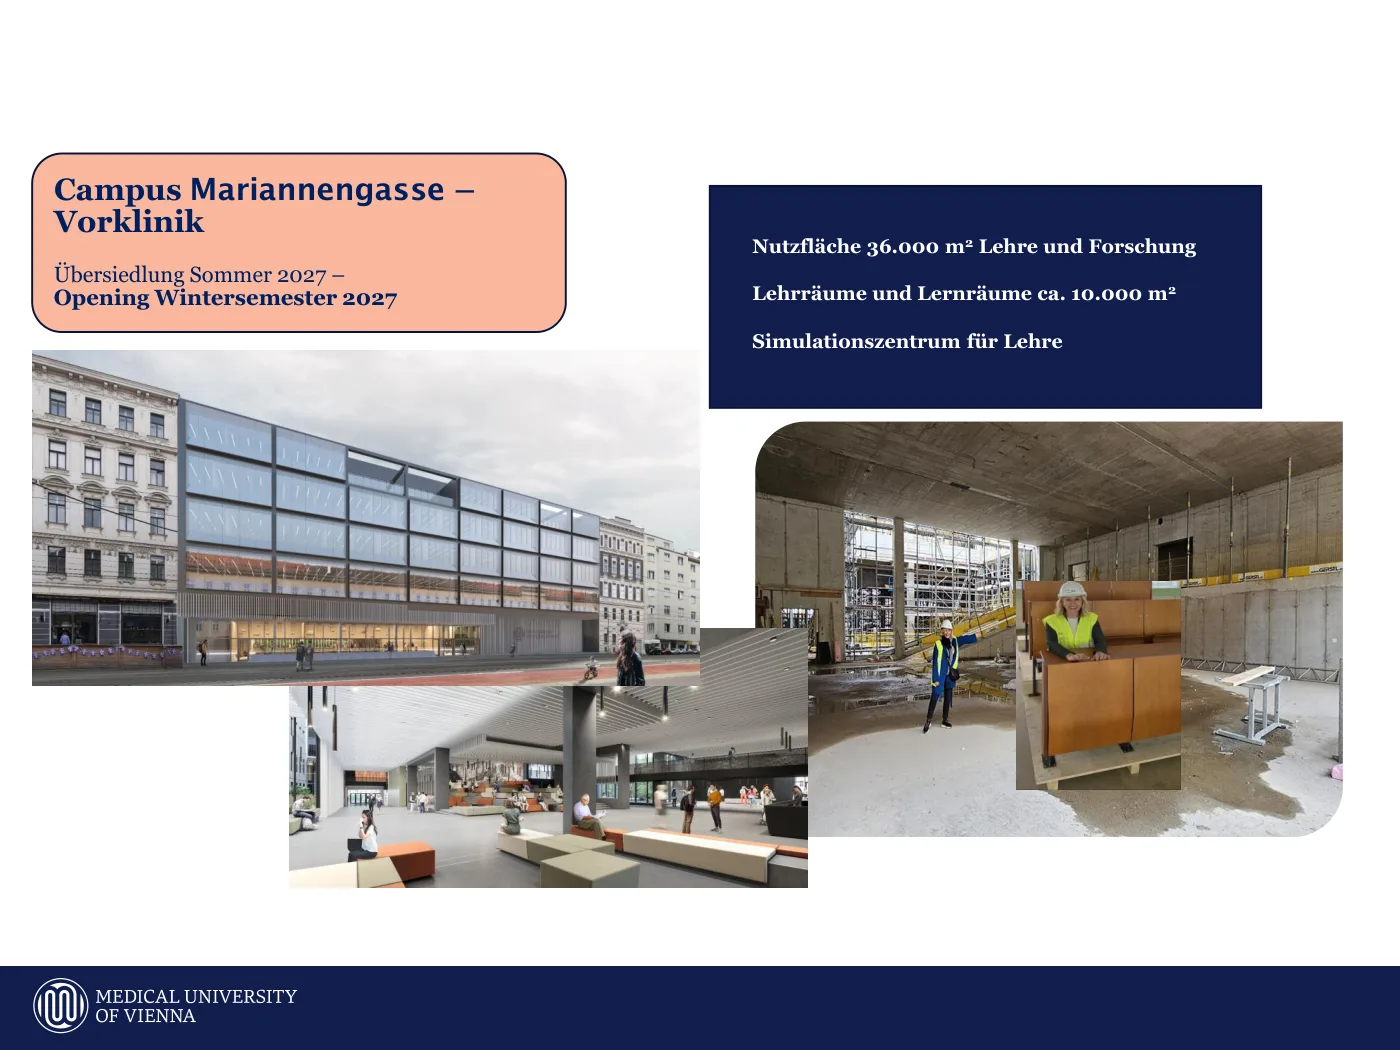 Campus Mariannengasse –
Vorklinik
Übersiedlung Sommer 2027 –
Opening Wintersemester 2027
Nutzfläche 36.000 m² Lehre und Forschung
Lehrräume und Lernräume ca. 10.000 m²
Simulationszentrum für Lehre
MEDICAL UNIVERSITY
OF VIENNA